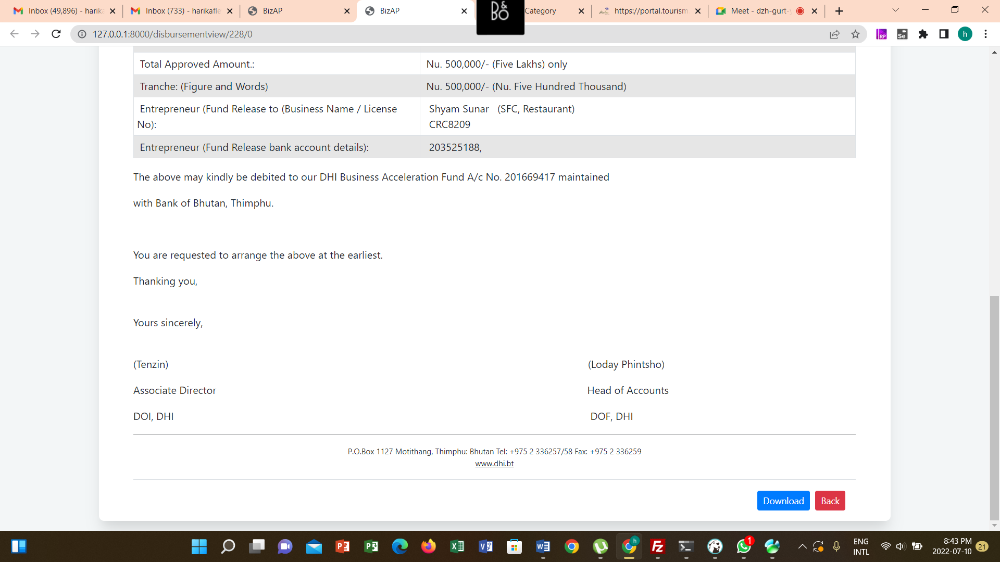 Inbox (49,896) - harika
Inbox (733) - harikafle
BizAP
BizAP
B&O
Category
https://portal.tourism.
Meet - dzh-gurt-
127.0.0.1:8000/disbursementview/228/0
RP
Se
h
Total Approved Amount.: Nu. 500,000/- (Five Lakhs) only
Tranche: (Figure and Words) Nu. 500,000/- (Nu. Five Hundred Thousand)
Entrepreneur (Fund Release to (Business Name / License Shyam Sunar (SFC, Restaurant)
No): CRC8209
Entrepreneur (Fund Release bank account details): 203525188,
The above may kindly be debited to our DHI Business Acceleration Fund A/c No. 201669417 maintained
with Bank of Bhutan, Thimphu.
You are requested to arrange the above at the earliest.
Thanking you,
Yours sincerely,
(Tenzin) (Loday Phintsho)
Associate Director Head of Accounts
DOI, DHI DOF, DHI
P.O.Box 1127 Motithang, Thimphu: Bhutan Tel: +975 2 336257/58 Fax: +975 2 336259
www.dhi.bt
Download Back
h
1
ENG
INTL
8:43 PM
2022-07-10
21